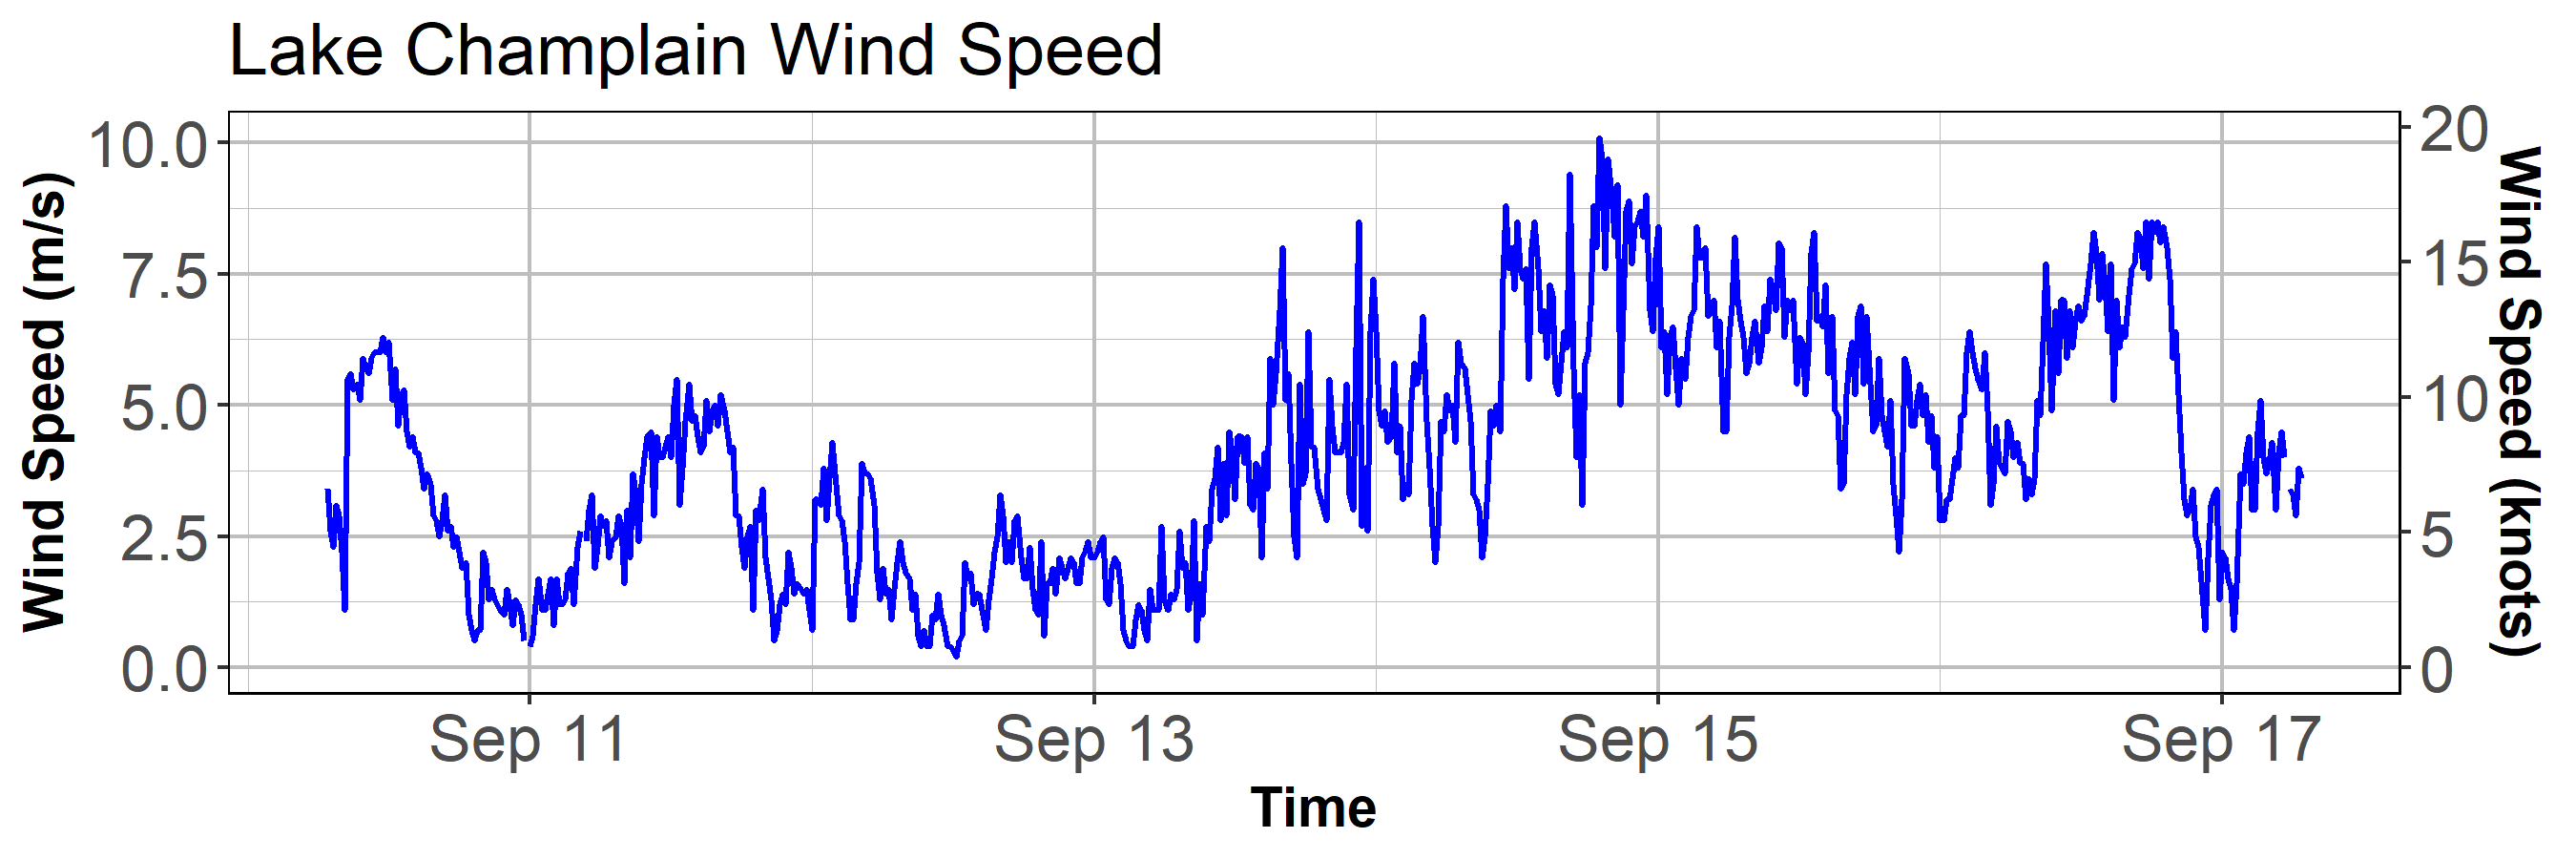 Lake Champlain Wind Speed
Wind Speed (m/s)
10.0
7.5
5.0
2.5
0.0
20
15
10
5
0
Wind Speed (knots)
Sep 11
Sep 13
Sep 15
Sep 17
Time